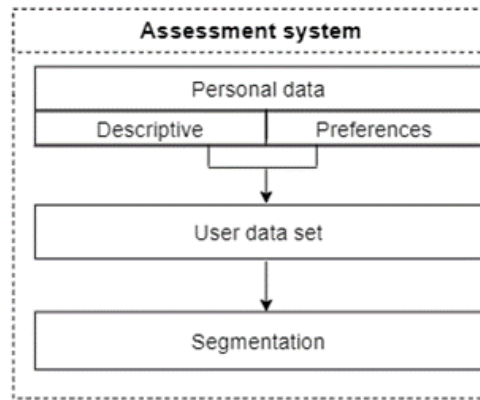 Assessment system
Personal data
Descriptive Preferences
User data set
Segmentation